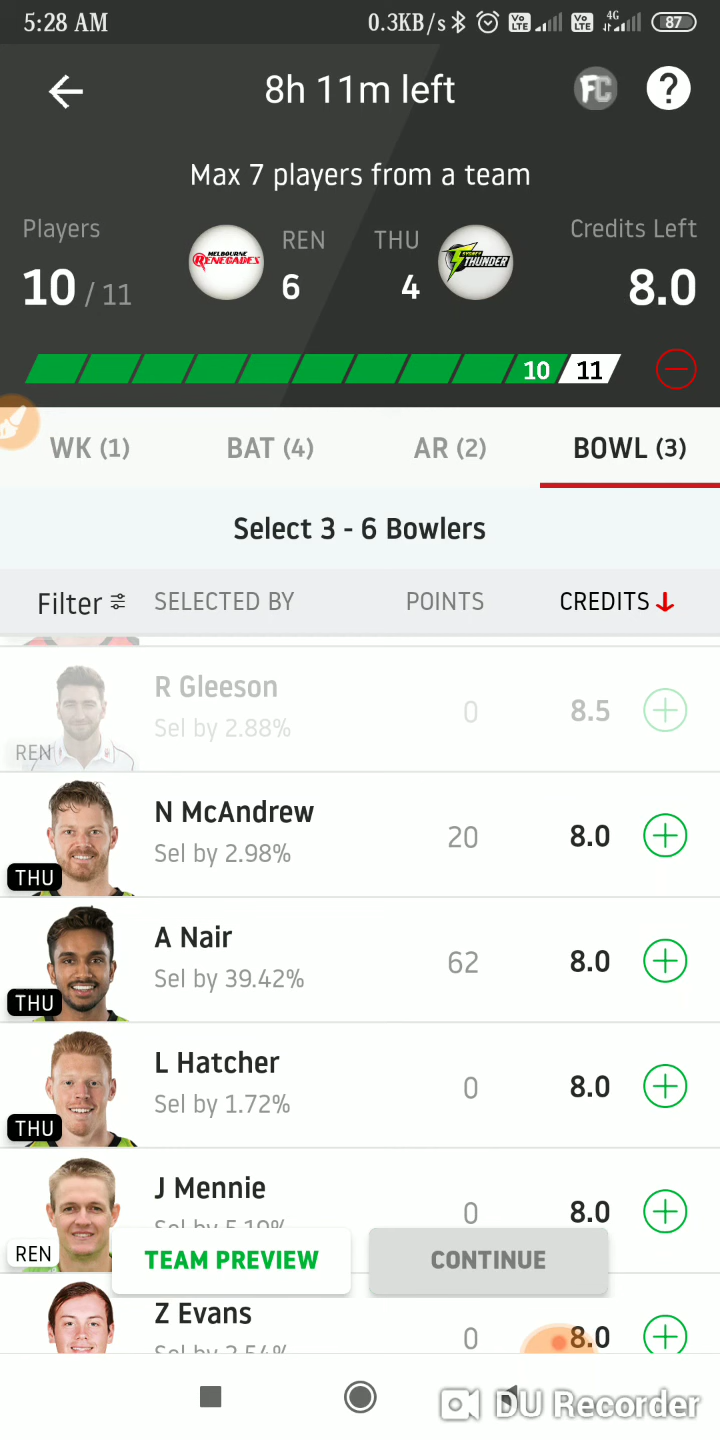 5:28 AM 0.3KB/s Vo LTE Vo LTE 4G 87
8h 11m left FC ?
Max 7 players from a team
Players REN THU Credits Left
MELBOURNE RENEGADES SYDNEY THUNDER
10 / 11 6 4 8.0
10 11
WK (1) BAT (4) AR (2) BOWL (3)
Select 3 - 6 Bowlers
Filter SELECTED BY POINTS CREDITS
R Gleeson
Sel by 2.88% 0 8.5
REN
N McAndrew
Sel by 2.98% 20 8.0
THU
A Nair
Sel by 39.42% 62 8.0
THU
L Hatcher
Sel by 1.72% 0 8.0
THU
J Mennie
Sel by 5.19% 0 8.0
REN
TEAM PREVIEW CONTINUE
Z Evans
Sel by 2.54% 0 8.0
DU Recorder